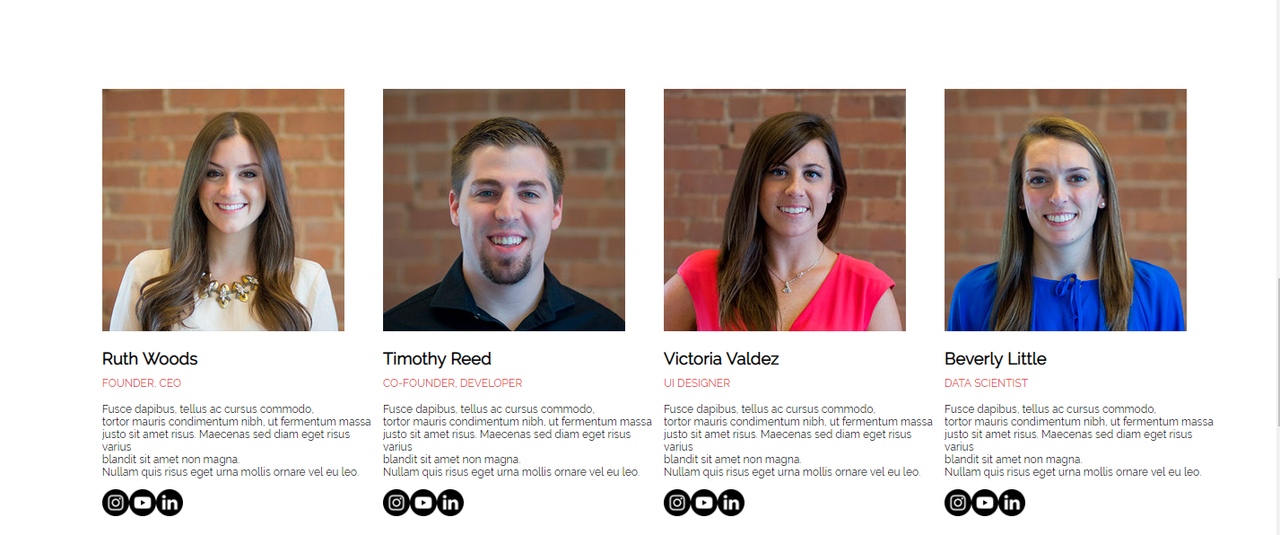 Ruth Woods
FOUNDER, CEO
Fusce dapibus, tellus ac cursus commodo,
tortor mauris condimentum nibh, ut fermentum massa
justo sit amet risus. Maecenas sed diam eget risus
varius
blandit sit amet non magna.
Nullam quis risus eget urna mollis ornare vel eu leo.
in
Timothy Reed
CO-FOUNDER, DEVELOPER
Fusce dapibus, tellus ac cursus commodo,
tortor mauris condimentum nibh, ut fermentum massa
justo sit amet risus. Maecenas sed diam eget risus
varius
blandit sit amet non magna.
Nullam quis risus eget urna mollis ornare vel eu leo.
in
Victoria Valdez
UI DESIGNER
Fusce dapibus, tellus ac cursus commodo,
tortor mauris condimentum nibh, ut fermentum massa
justo sit amet risus. Maecenas sed diam eget risus
varius
blandit sit amet non magna.
Nullam quis risus eget urna mollis ornare vel eu leo.
in
Beverly Little
DATA SCIENTIST
Fusce dapibus, tellus ac cursus commodo,
tortor mauris condimentum nibh, ut fermentum massa
justo sit amet risus. Maecenas sed diam eget risus
varius
blandit sit amet non magna.
Nullam quis risus eget urna mollis ornare vel eu leo.
in